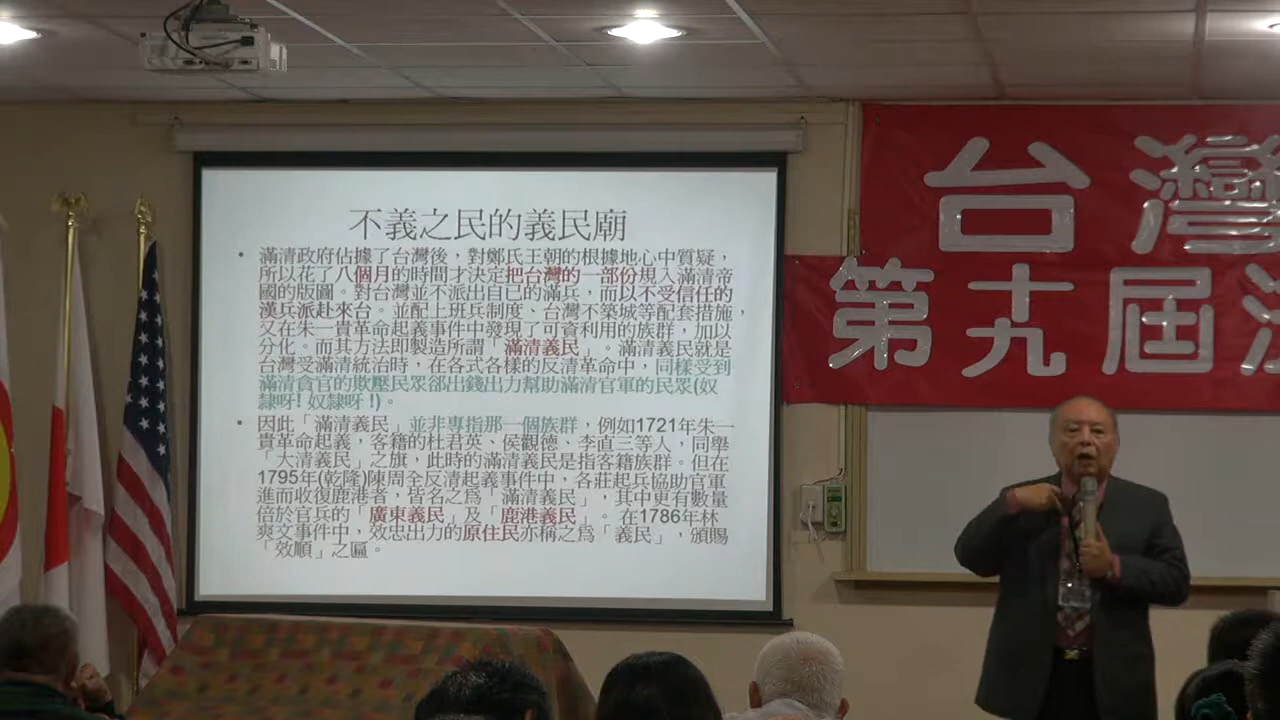 不義之民的義民廟
• 滿清政府佔據了台灣後，對鄭氏王朝的根據地心中質疑，
所以花了八個月的時間才決定把台灣的一部份規入滿清帝
國的版圖。對台灣並不派出自已的滿兵，而以不受信任的
漢兵派赴來台。並配上班兵制度、台灣不築城等配套措施，
又在朱一貴革命起義事件中發現了可資利用的族群，加以
分化。而其方法即製造所謂「滿清義民」。滿清義民就是
台灣受滿清統治時，在各式各樣的反清革命中，同樣受到
滿清貪官的欺壓民眾卻出錢出力幫助滿清官軍的民眾(奴
隸呀! 奴隸呀 !)。
• 因此「滿清義民」並非專指那一個族群，例如1721年朱一
貴革命起義，客籍的杜君英、侯觀德、李直三等人，同舉
「大清義民」之旗，此時的滿清義民是指客籍族群。但在
1795年(乾隆)陳周全反清起義事件中，各莊起兵協助官軍
進而收復鹿港者，皆名之為「滿清義民」，其中更有數量
倍於官兵的「廣東義民」及「鹿港義民」。在1786年林
爽文事件中，效忠出力的原住民亦稱之為「義民」，頒賜
「效順」之匾。
台灣
第十九屆